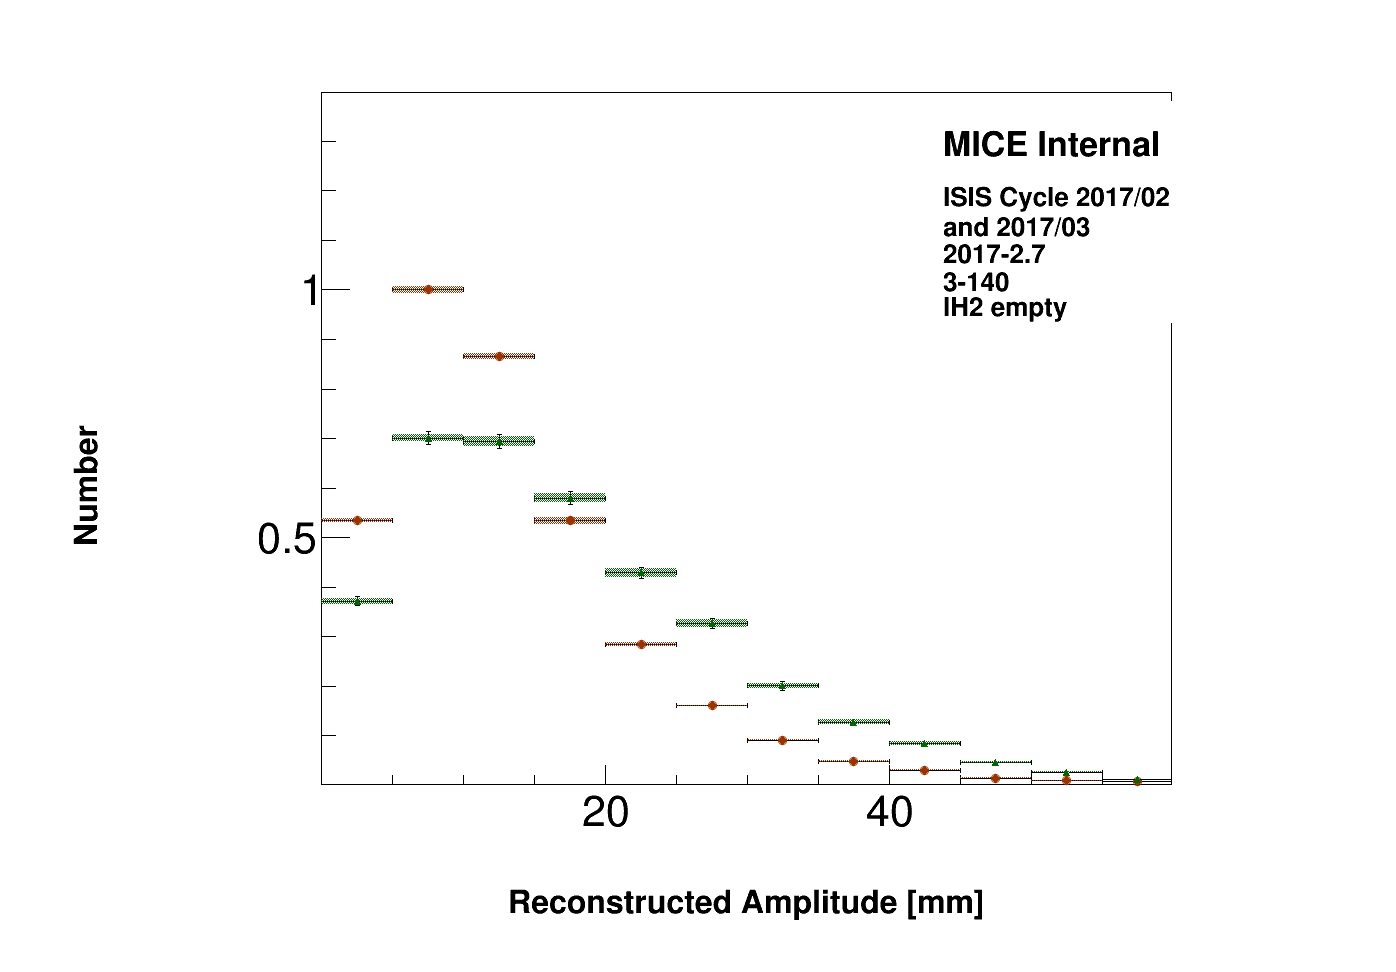 MICE Internal
ISIS Cycle 2017/02
and 2017/03
2017-2.7
3-140
IH2 empty
1
0.5
Number
20 40
Reconstructed Amplitude [mm]